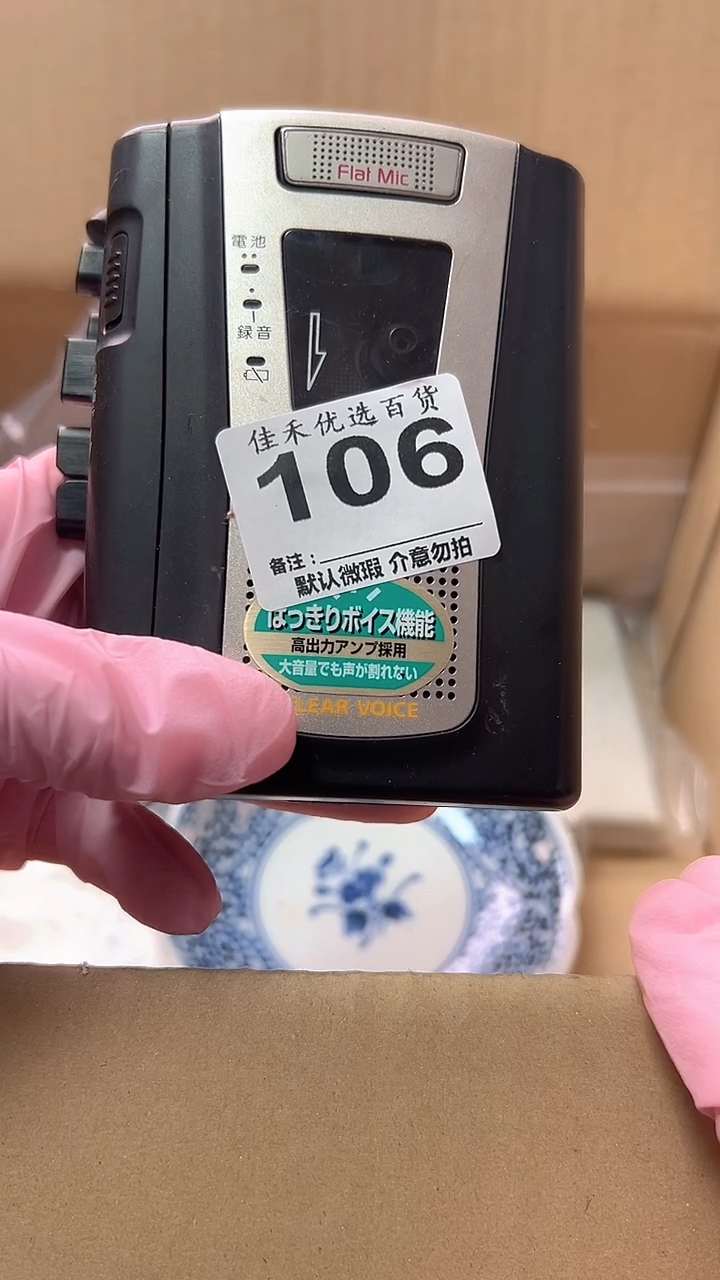 Flat Mic
電池
録音
佳禾优选百货
106
备注：
默认微瑕 介意勿拍
はっきりボイス機能
高出力アンプ採用
大音量でも声が割れない
LEAR VOICE